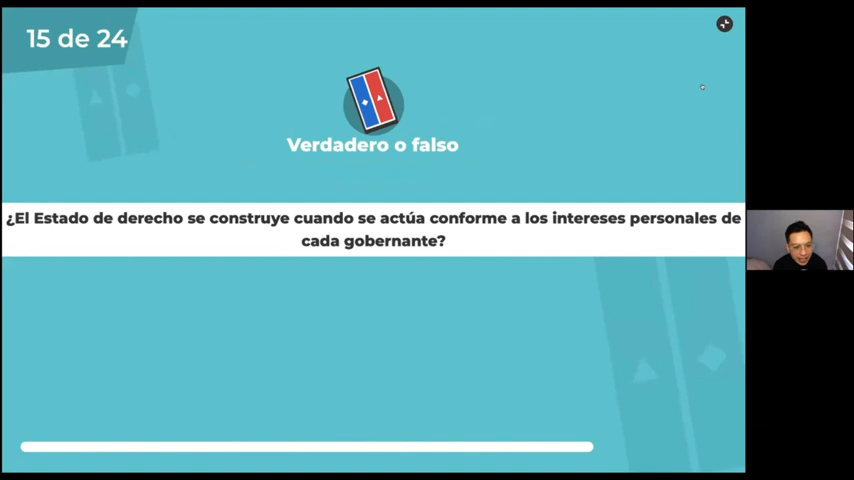 15 de 24
Verdadero o falso
¿El Estado de derecho se construye cuando se actúa conforme a los intereses personales de
cada gobernante?